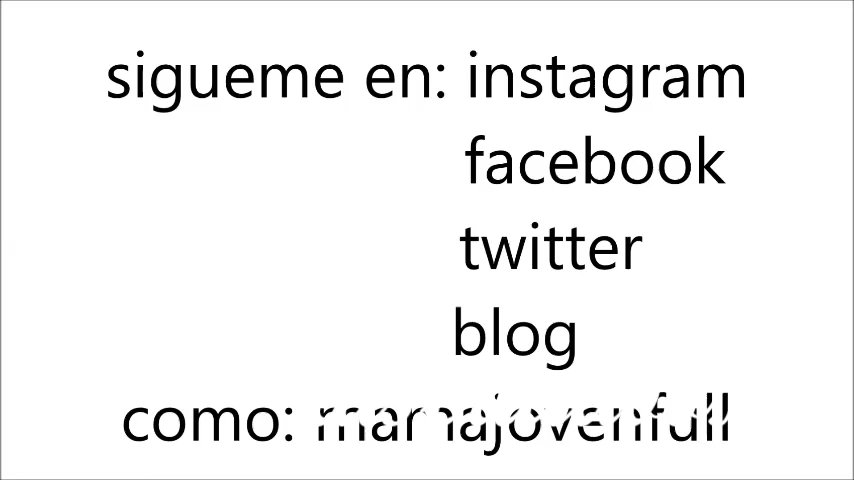 sigueme en: instagram
facebook
twitter
blog
como: mamajovenfull